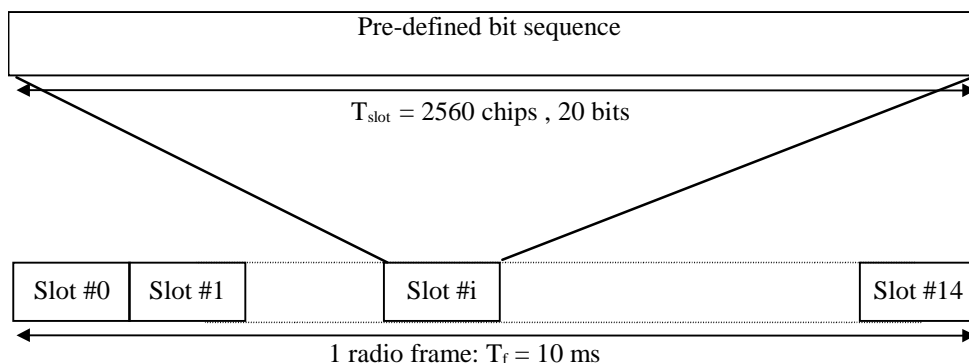 Pre-defined bit sequence
T_slot = 2560 chips , 20 bits
Slot #0 Slot #1 Slot #i Slot #14
1 radio frame: T_f = 10 ms